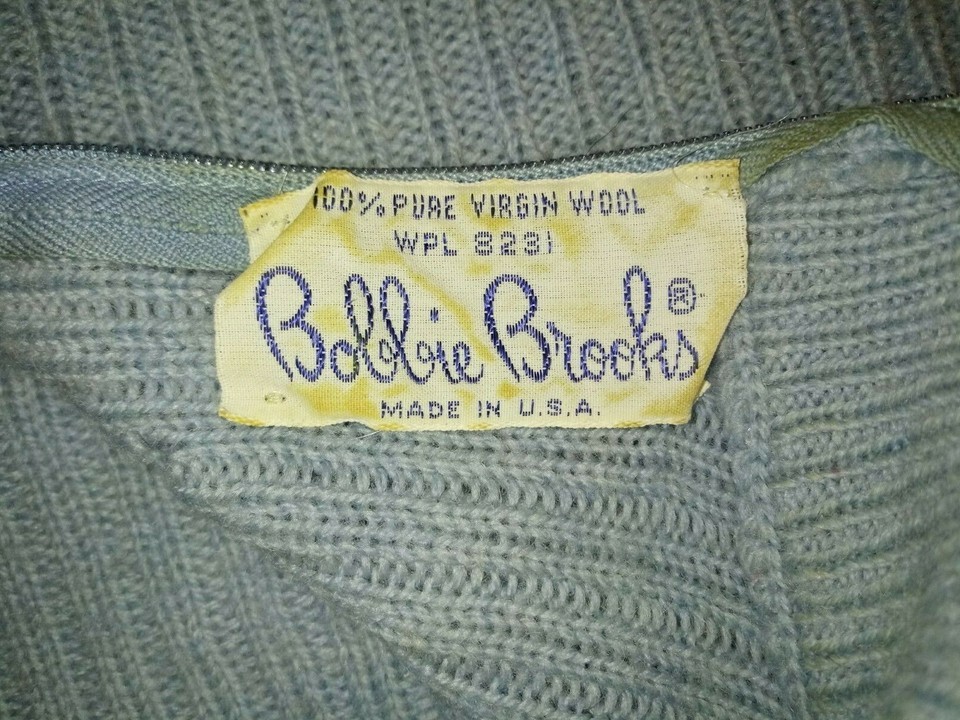 100% PURE VIRGIN WOOL
WPL 8231
Bobbie Brooks ®
MADE IN U.S.A.